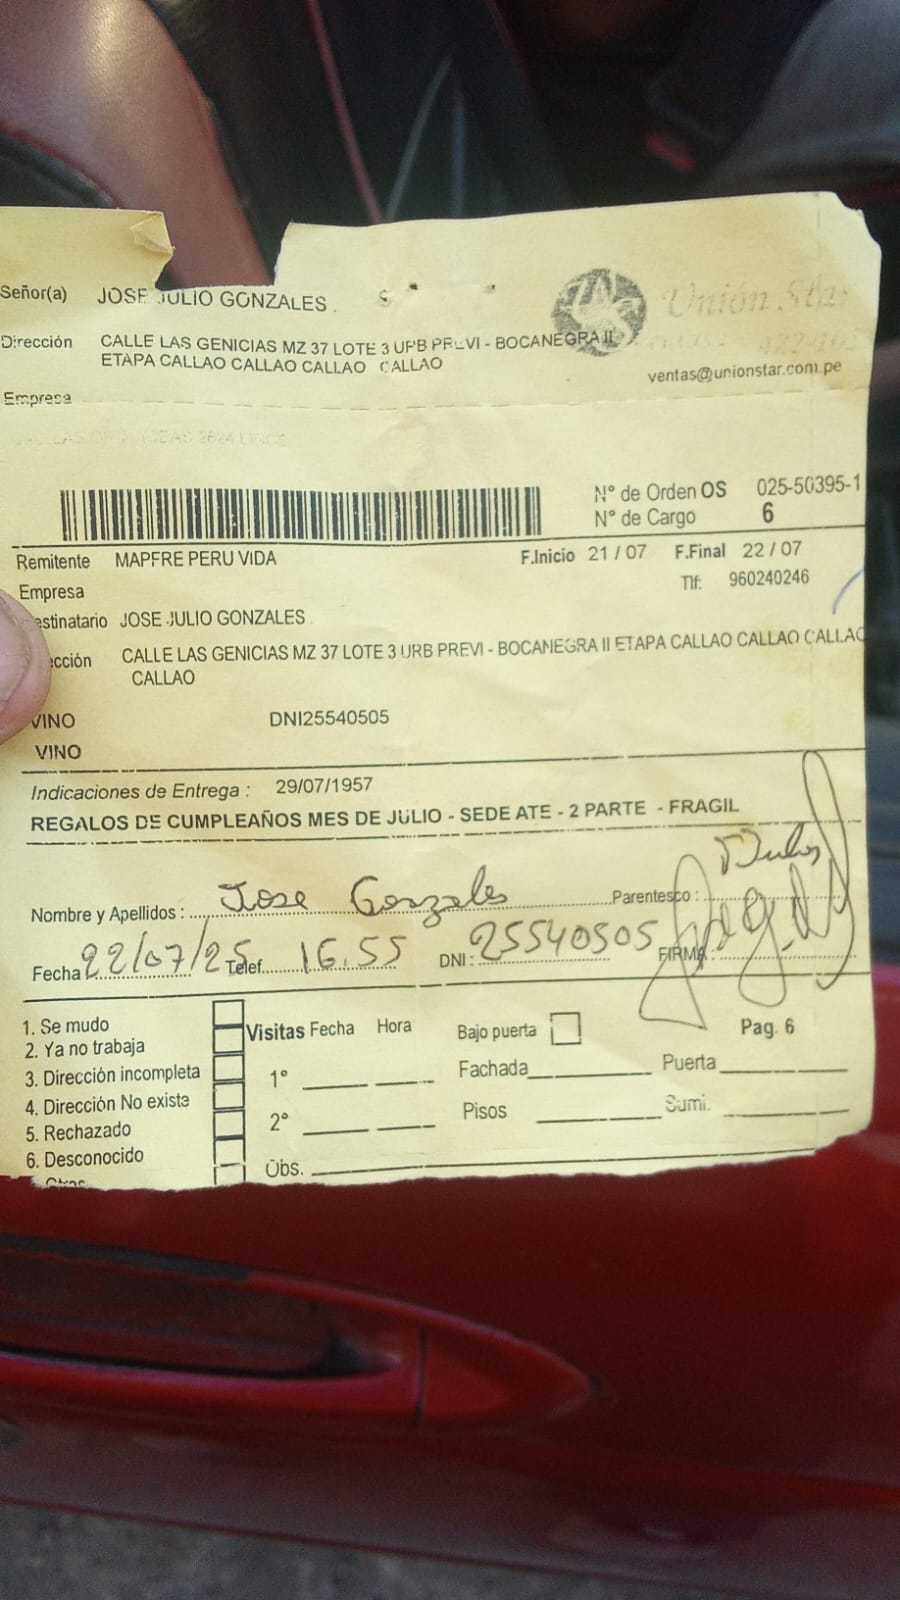 Señor(a) JOSE JULIO GONZALES
Unión Star
Dirección CALLE LAS GENICIAS MZ 37 LOTE 3 URB PREVI - BOCANEGRA II
ETAPA CALLAO CALLAO CALLAO CALLAO
ventas@unionstar.com.pe
Empresa
N° de Orden OS 025-50395-1
N° de Cargo 6
Remitente MAPFRE PERU VIDA F.Inicio 21 / 07 F.Final 22 / 07
Empresa Tlf: 960240246
estinatario JOSE JULIO GONZALES
ección CALLE LAS GENICIAS MZ 37 LOTE 3 URB PREVI - BOCANEGRA II ETAPA CALLAO CALLAO CALLAO
CALLAO
VINO DNI25540505
VINO
Indicaciones de Entrega : 29/07/1957
REGALOS DE CUMPLEAÑOS MES DE JULIO - SEDE ATE - 2 PARTE - FRAGIL
Nombre y Apellidos : Jose Gonzales Parentesco :
Fecha 22/07/25 Telef. 16.55 DNI : 25540505 FIRMA :
1. Se mudo
2. Ya no trabaja
3. Dirección incompleta
4. Dirección No existe
5. Rechazado
6. Desconocido
Otros
Visitas Fecha Hora Bajo puerta Pag. 6
1° Fachada Puerta
2° Pisos Sumi.
Obs.